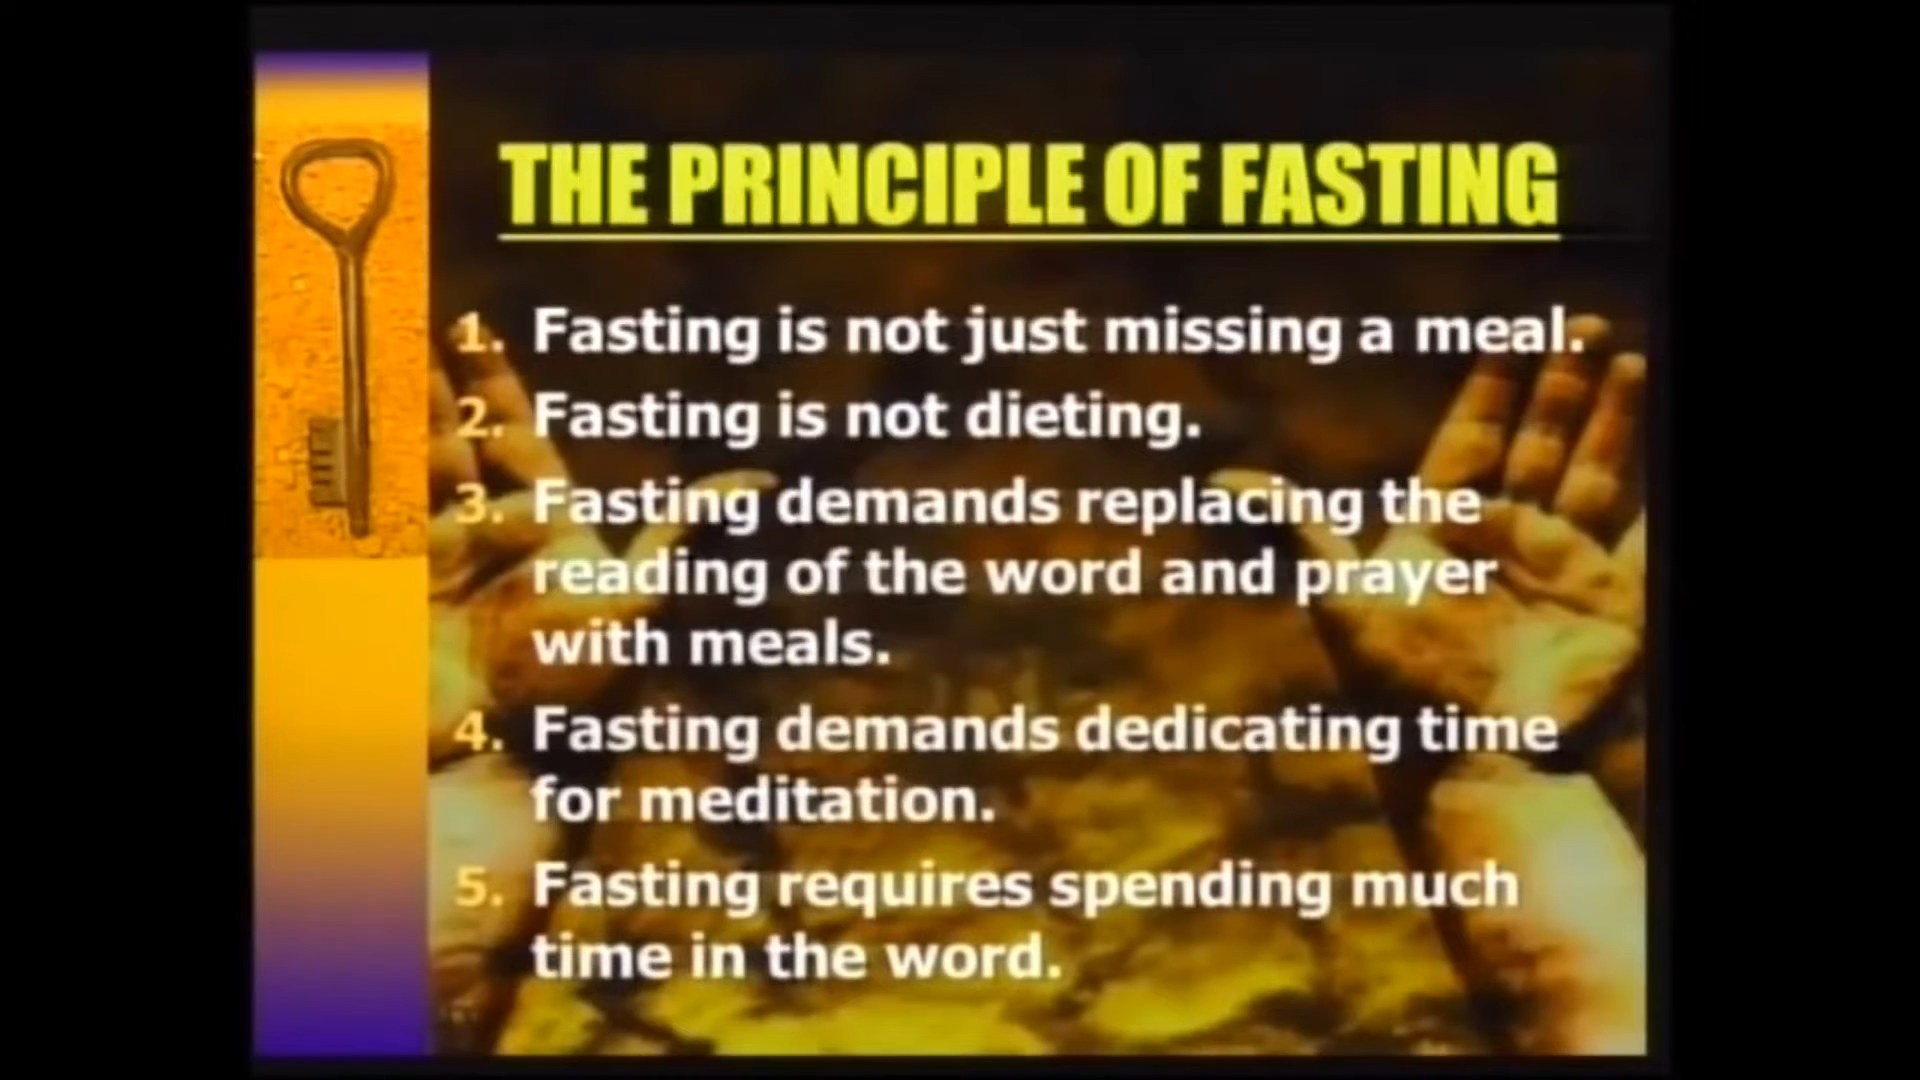 THE PRINCIPLE OF FASTING
1. Fasting is not just missing a meal.
2. Fasting is not dieting.
3. Fasting demands replacing the
reading of the word and prayer
with meals.
4. Fasting demands dedicating time
for meditation.
5. Fasting requires spending much
time in the word.